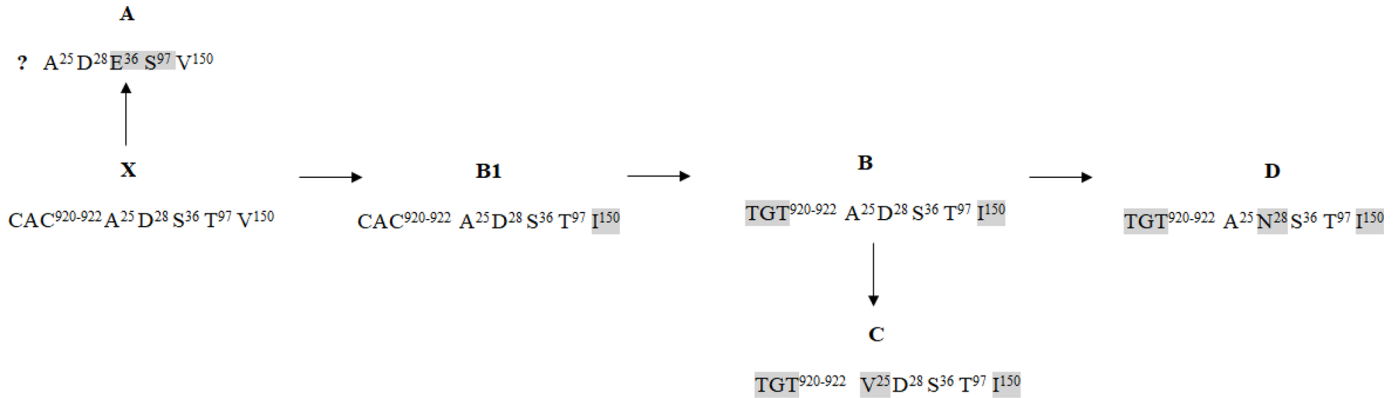 A
? A²⁵ D²⁸ E³⁶ S⁹⁷ V¹⁵⁰
X
CAC⁹²⁰⁻⁹²² A²⁵ D²⁸ S³⁶ T⁹⁷ V¹⁵⁰
B1
CAC⁹²⁰⁻⁹²² A²⁵ D²⁸ S³⁶ T⁹⁷ I¹⁵⁰
B
TGT⁹²⁰⁻⁹²² A²⁵ D²⁸ S³⁶ T⁹⁷ I¹⁵⁰
D
TGT⁹²⁰⁻⁹²² A²⁵ N²⁸ S³⁶ T⁹⁷ I¹⁵⁰
C
TGT⁹²⁰⁻⁹²² V²⁵ D²⁸ S³⁶ T⁹⁷ I¹⁵⁰